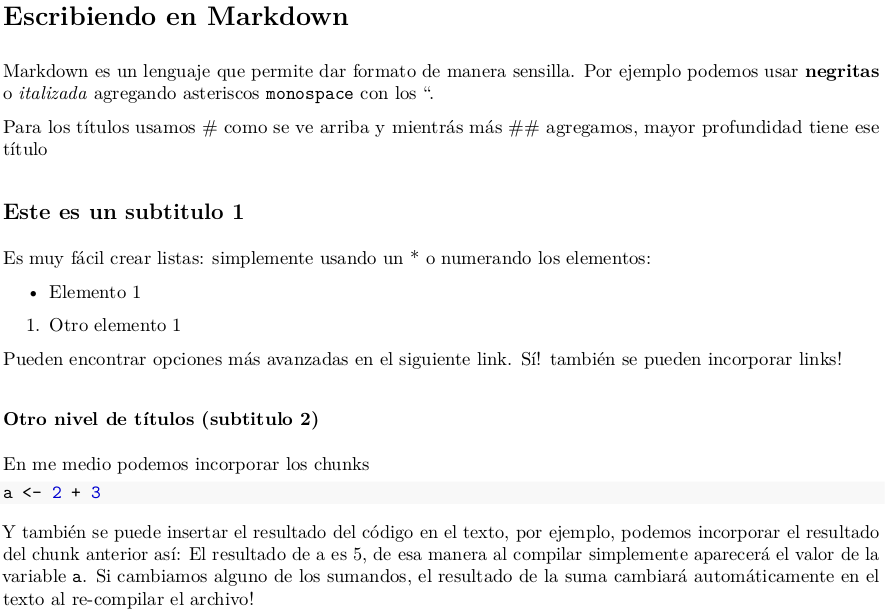 Escribiendo en Markdown
Markdown es un lenguaje que permite dar formato de manera sensilla. Por ejemplo podemos usar negritas
o italizada agregando asteriscos monospace con los “.
Para los títulos usamos # como se ve arriba y mientrás más ## agregamos, mayor profundidad tiene ese
título
Este es un subtitulo 1
Es muy fácil crear listas: simplemente usando un * o numerando los elementos:
• Elemento 1
1. Otro elemento 1
Pueden encontrar opciones más avanzadas en el siguiente link. Sí! también se pueden incorporar links!
Otro nivel de títulos (subtitulo 2)
En me medio podemos incorporar los chunks
a <- 2 + 3
Y también se puede insertar el resultado del código en el texto, por ejemplo, podemos incorporar el resultado
del chunk anterior así: El resultado de a es 5, de esa manera al compilar simplemente aparecerá el valor de la
variable a. Si cambiamos alguno de los sumandos, el resultado de la suma cambiará automáticamente en el
texto al re-compilar el archivo!